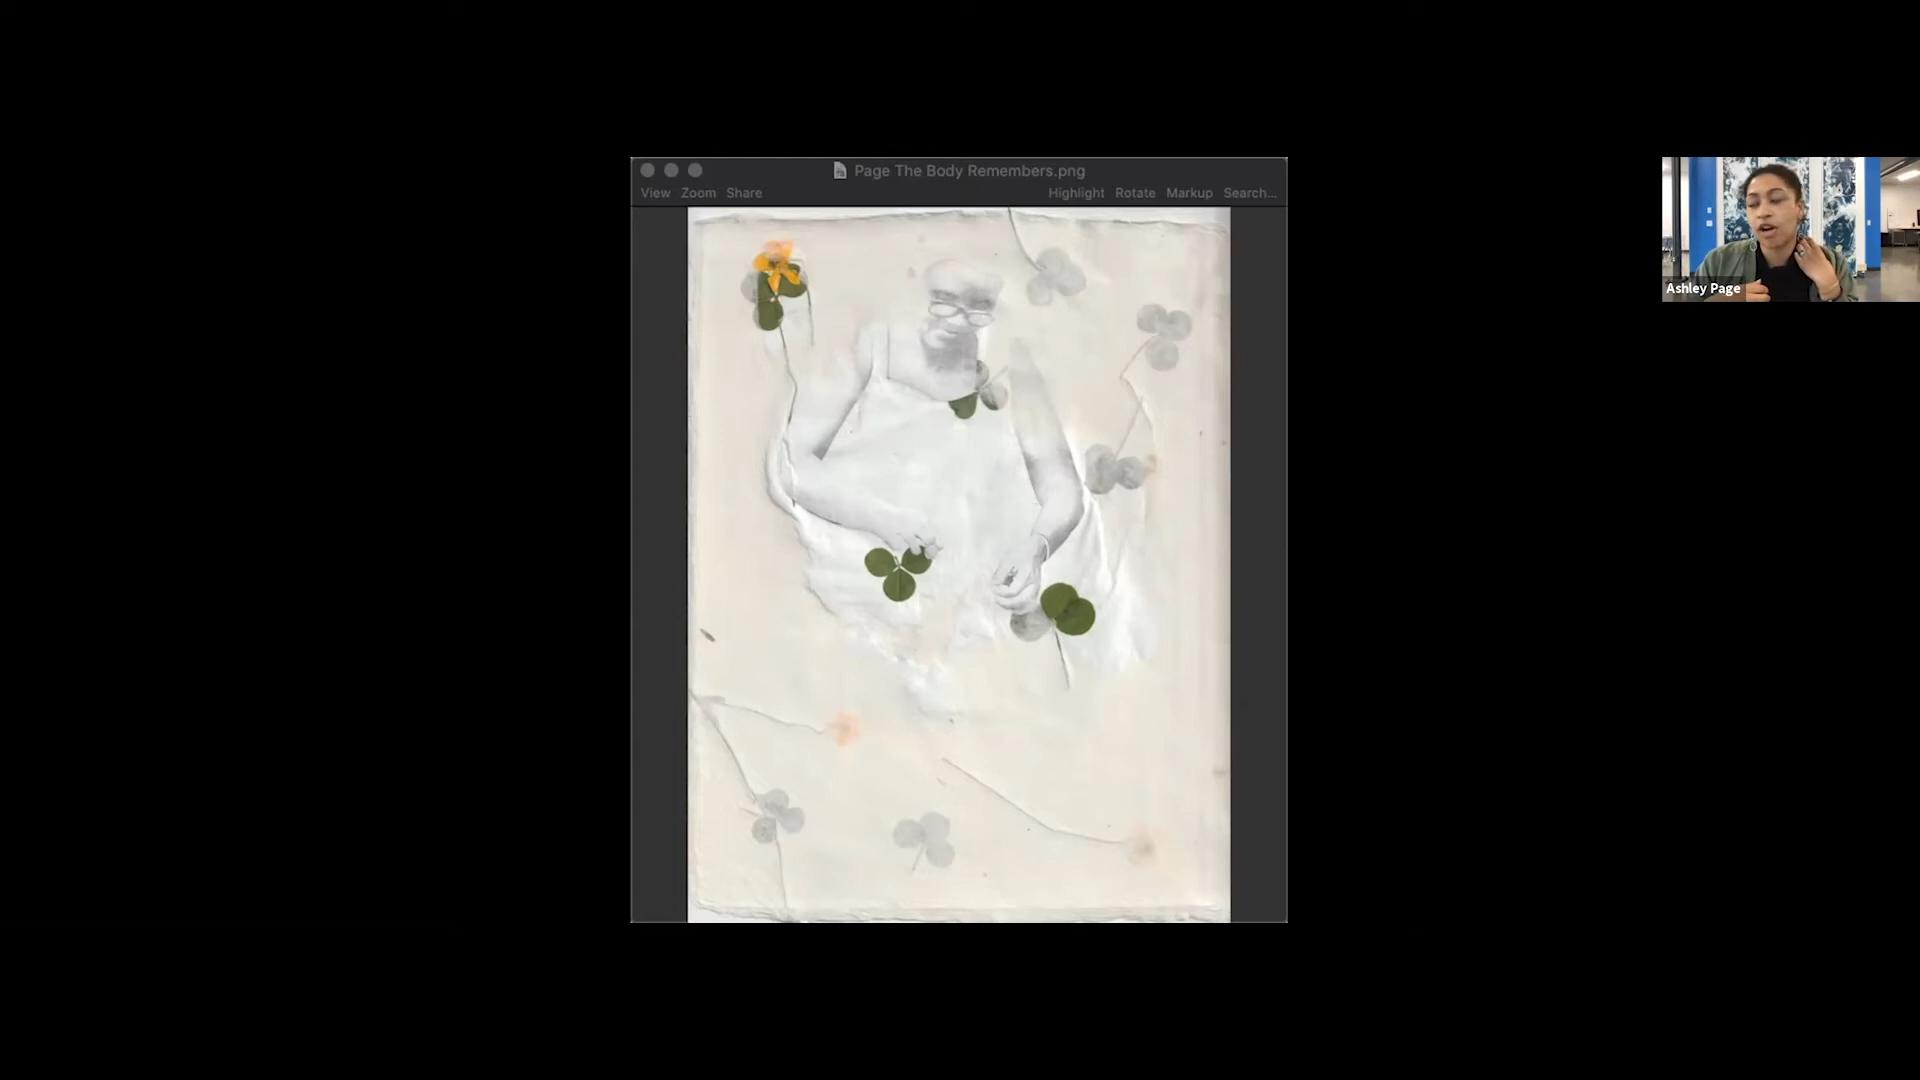 Page The Body Remembers.png
View Zoom Share Highlight Rotate Markup Search...
Ashley Page